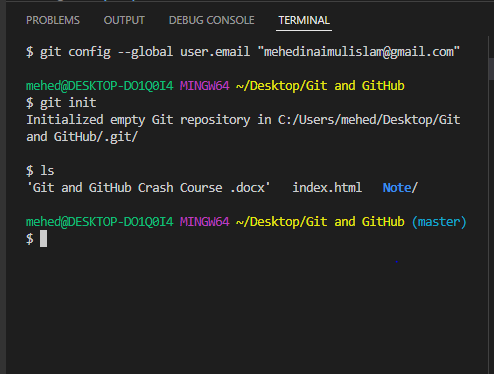 PROBLEMS OUTPUT DEBUG CONSOLE TERMINAL
$ git config --global user.email "mehedinaimulislam@gmail.com"
mehed@DESKTOP-DO1Q0I4 MINGW64 ~/Desktop/Git and GitHub
$ git init
Initialized empty Git repository in C:/Users/mehed/Desktop/Git
and GitHub/.git/
$ ls
'Git and GitHub Crash Course .docx' index.html Note/
mehed@DESKTOP-DO1Q0I4 MINGW64 ~/Desktop/Git and GitHub (master)
$